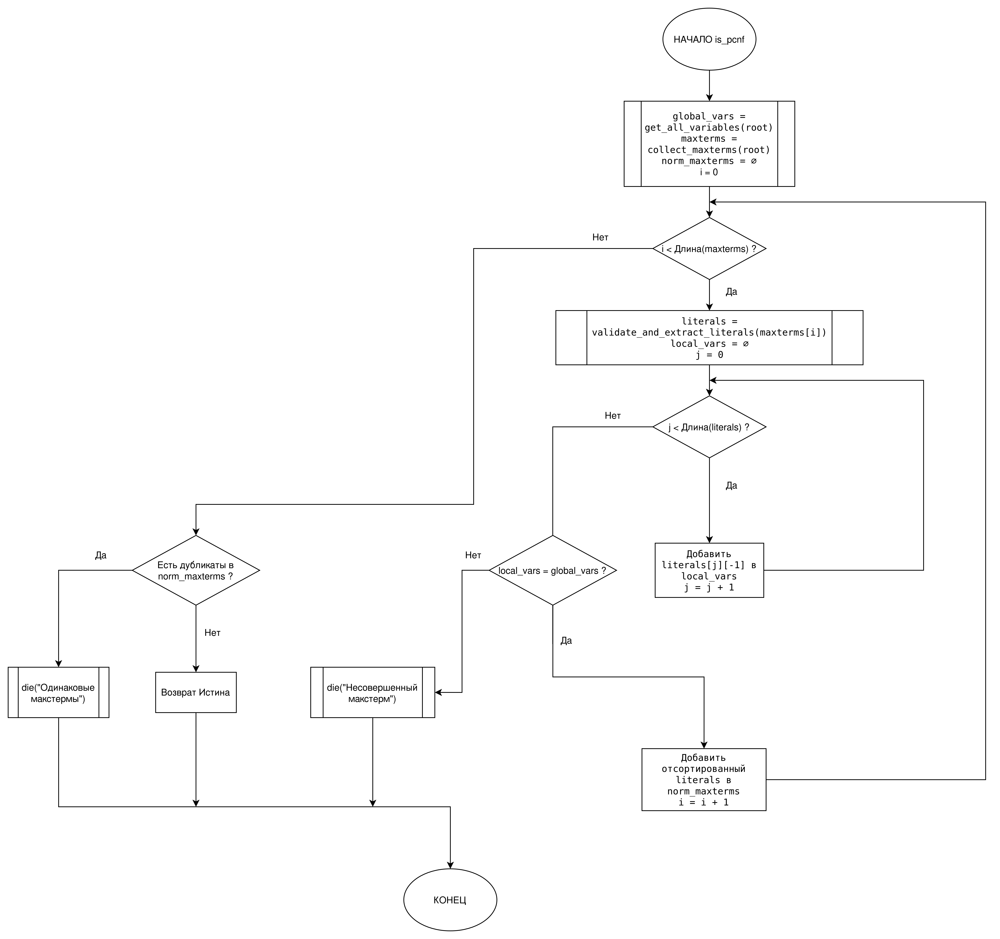 НАЧАЛО is_pcnf
global_vars =
get_all_variables(root)
maxterms =
collect_maxterms(root)
norm_maxterms = ∅
i = 0
Нет
i < Длина(maxterms) ?
Да
literals =
validate_and_extract_literals(maxterms[i])
local_vars = ∅
j = 0
Нет
j < Длина(literals) ?
Да
Да
Есть дубликаты в
norm_maxterms ?
Нет
Нет
local_vars = global_vars ?
Да
Добавить
literals[j][-1] в
local_vars
j = j + 1
die("Одинаковые
макстермы")
Возврат Истина
die("Несовершенный
макстерм")
Добавить
отсортированный
literals в
norm_maxterms
i = i + 1
КОНЕЦ